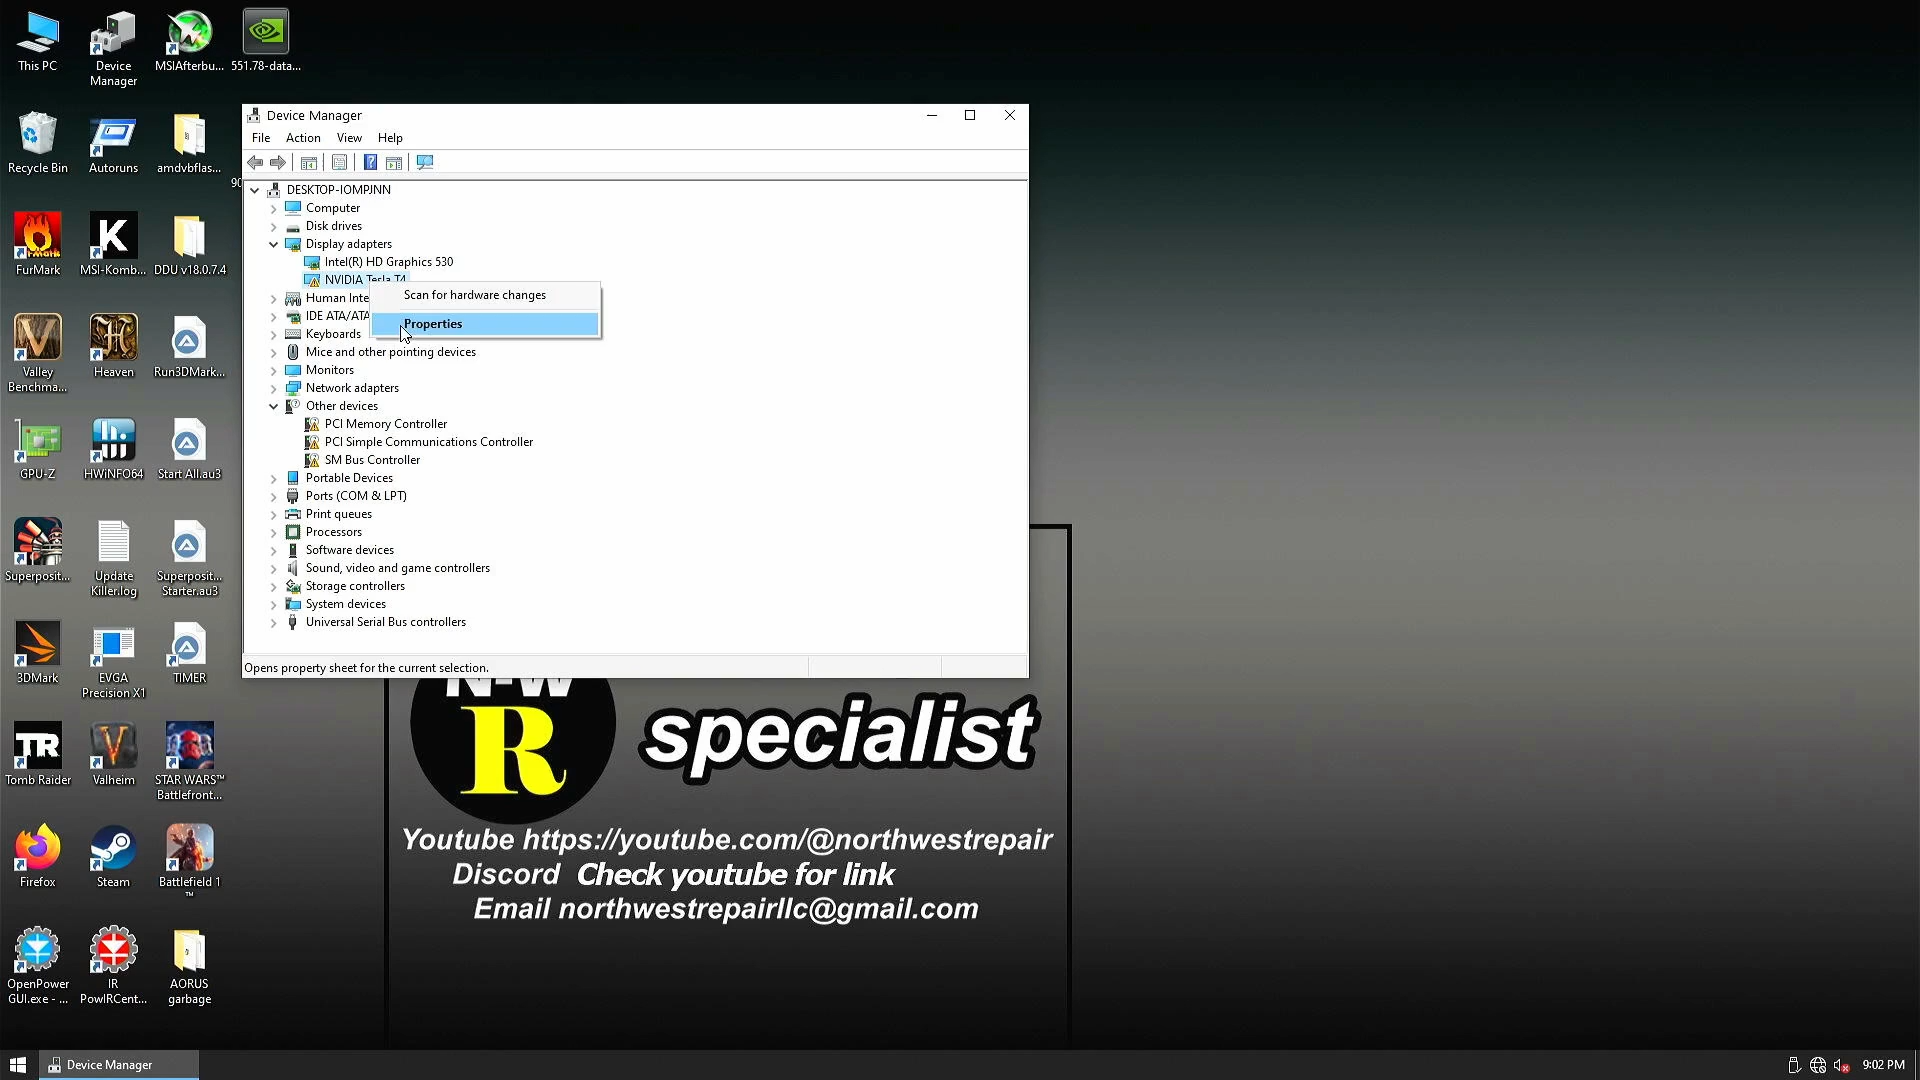 This PC
Device
Manager
MSIAfterbu...
551.78-data...
Recycle Bin
Autoruns
amdvbflas...
90
FurMark
MSI-Komb...
DDU v18.0.7.4
Valley
Benchma...
Heaven
Run3DMark...
GPU-Z
HWiNFO64
Start All.au3
Superposit...
Update
Killer.log
Superposit...
Starter.au3
3DMark
EVGA
Precision X1
TIMER
Tomb Raider
Valheim
STAR WARS™
Battlefront...
Firefox
Steam
Battlefield 1
™
OpenPower
GUI.exe - ...
IR
PowIRCent...
AORUS
garbage
Device Manager
File Action View Help
DESKTOP-IOMPJNN
Computer
Disk drives
Display adapters
Intel(R) HD Graphics 530
NVIDIA Tesla T4
Human Inte
IDE ATA/ATA
Keyboards
Scan for hardware changes
Properties
Mice and other pointing devices
Monitors
Network adapters
Other devices
PCI Memory Controller
PCI Simple Communications Controller
SM Bus Controller
Portable Devices
Ports (COM & LPT)
Print queues
Processors
Software devices
Sound, video and game controllers
Storage controllers
System devices
Universal Serial Bus controllers
Opens property sheet for the current selection.
N-W
R
specialist
Youtube https://youtube.com/@northwestrepair
Discord Check youtube for link
Email northwestrepairllc@gmail.com
Device Manager
9:02 PM